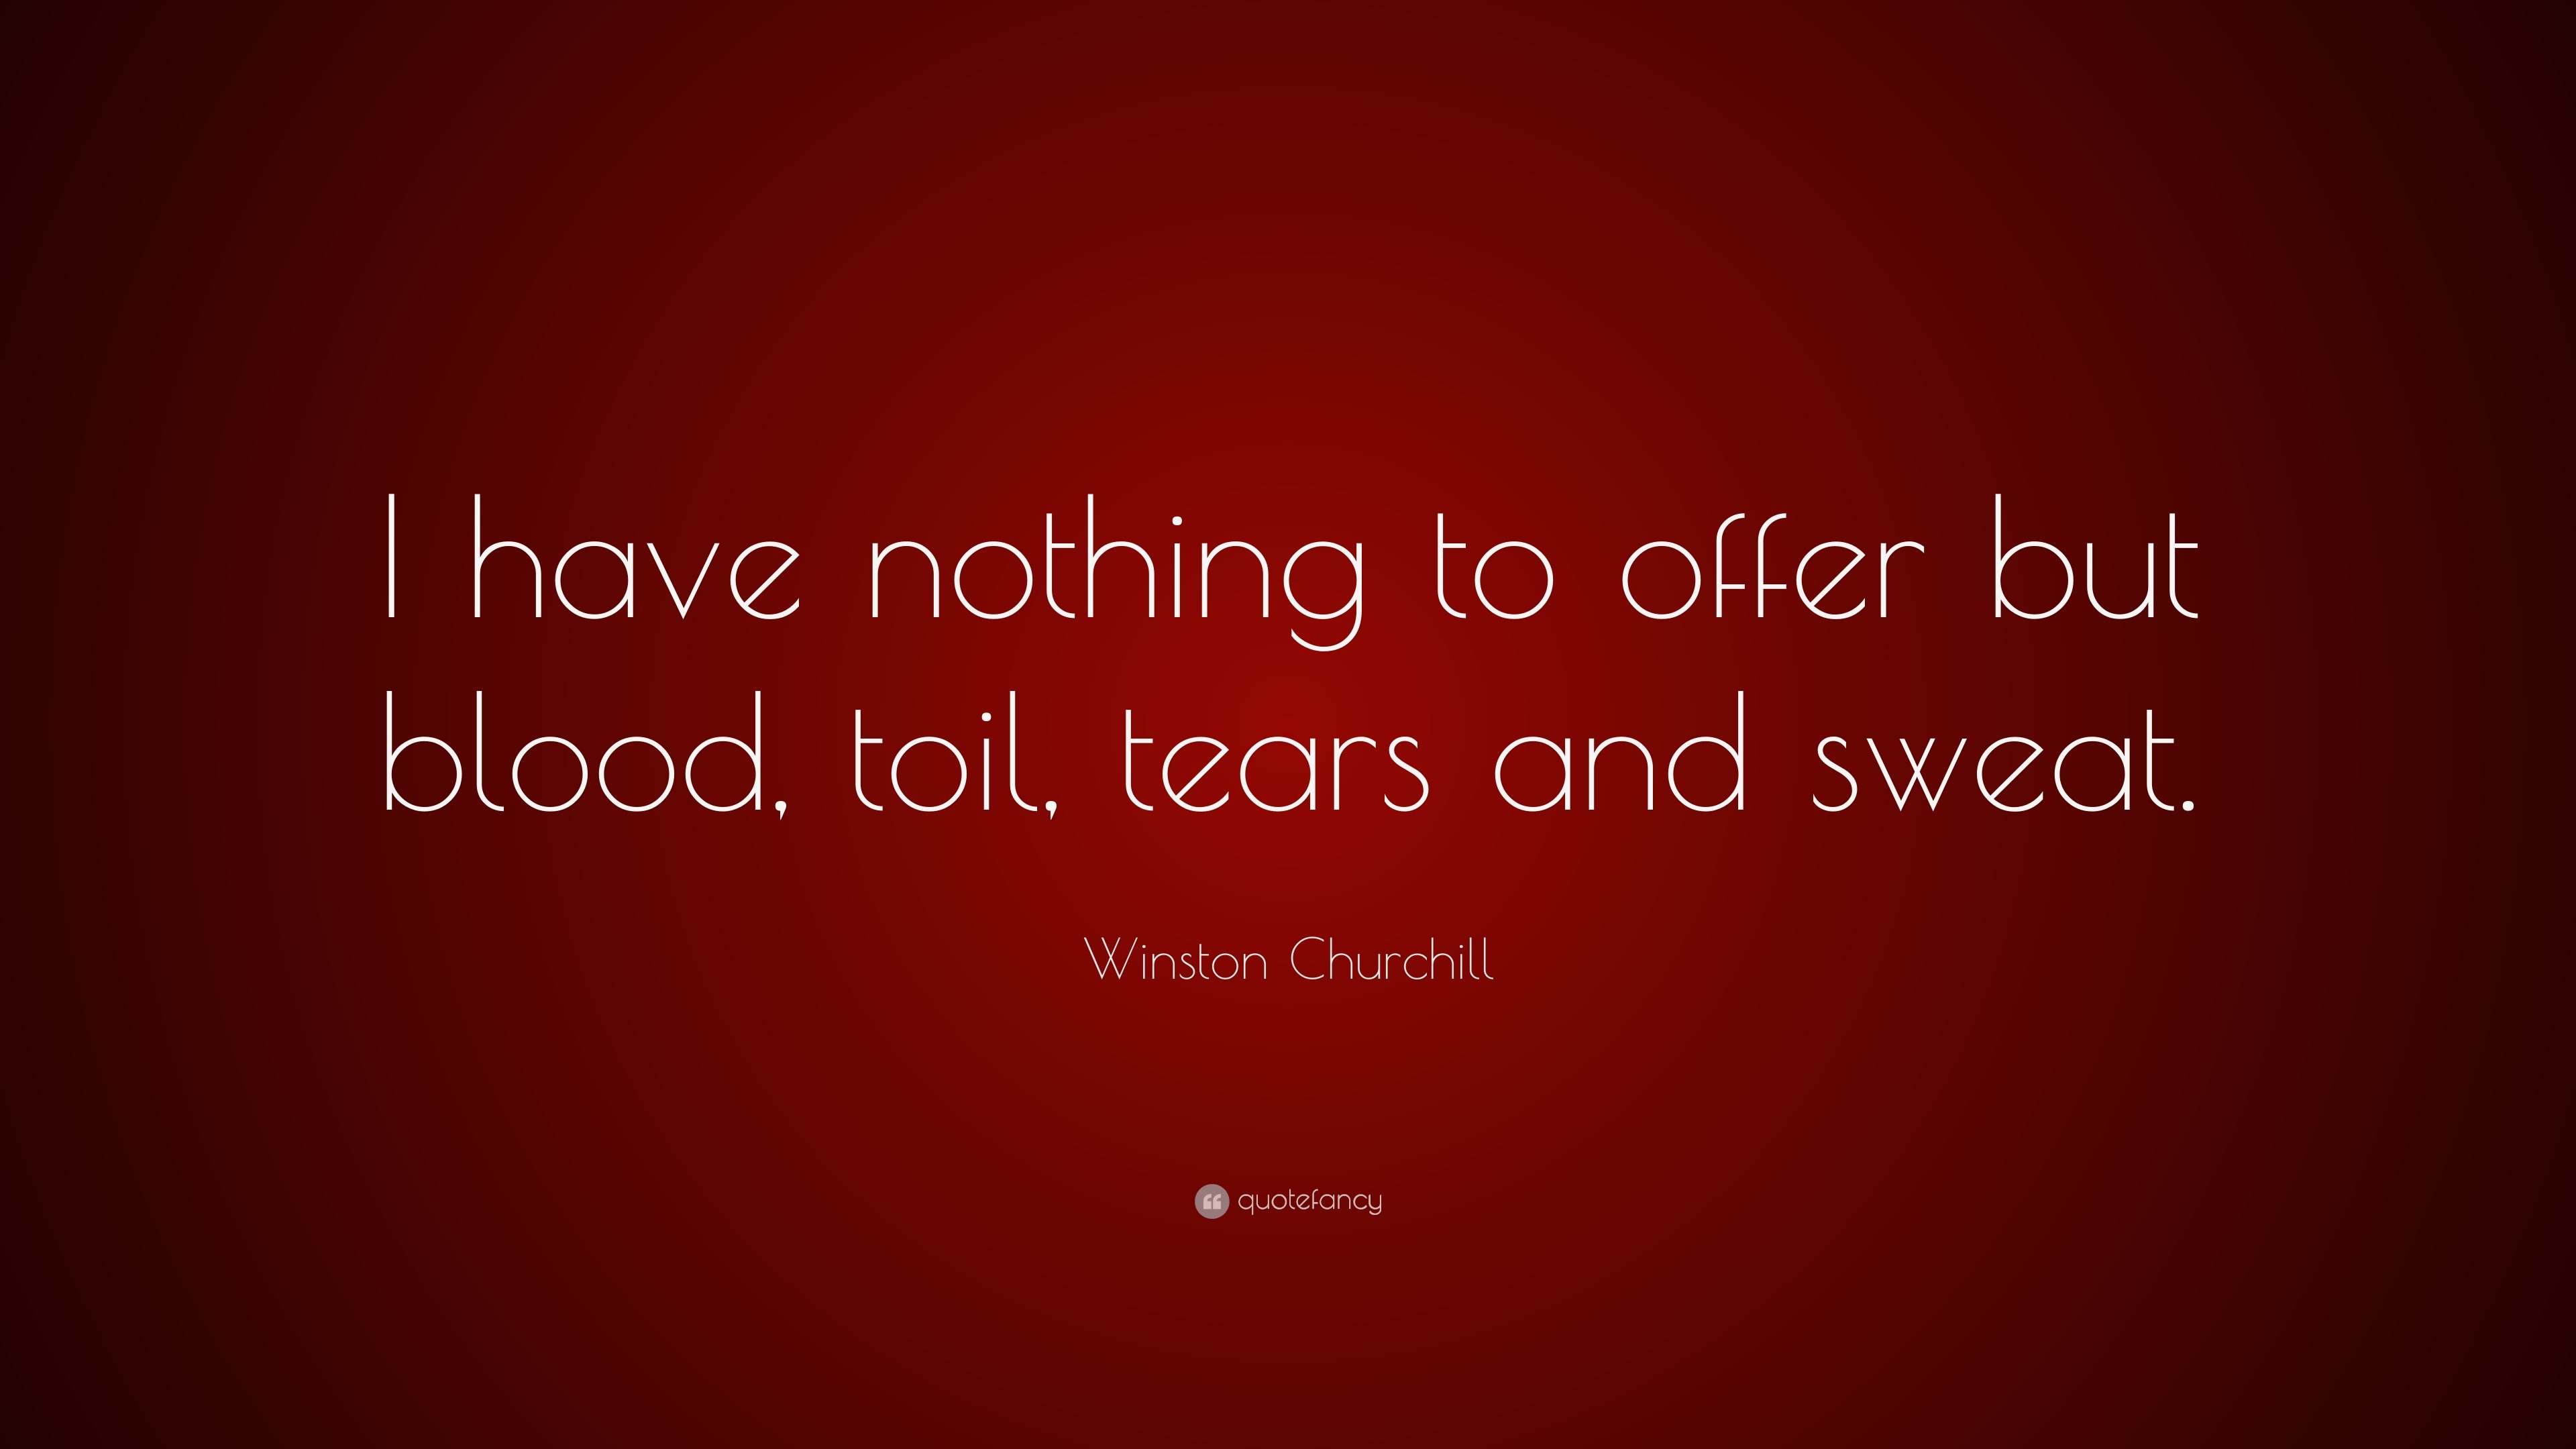 I have nothing to offer but
blood, toil, tears and sweat.
Winston Churchill
quotefancy